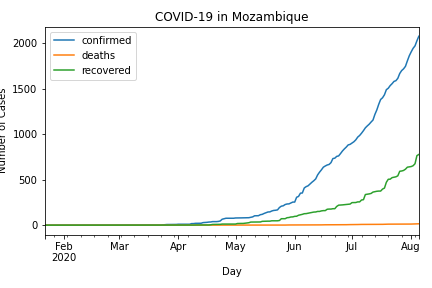 COVID-19 in Mozambique
confirmed
deaths
recovered
2000
1500
1000
500
0
Number of Cases
Feb
2020
Mar
Apr
May
Jun
Jul
Aug
Day